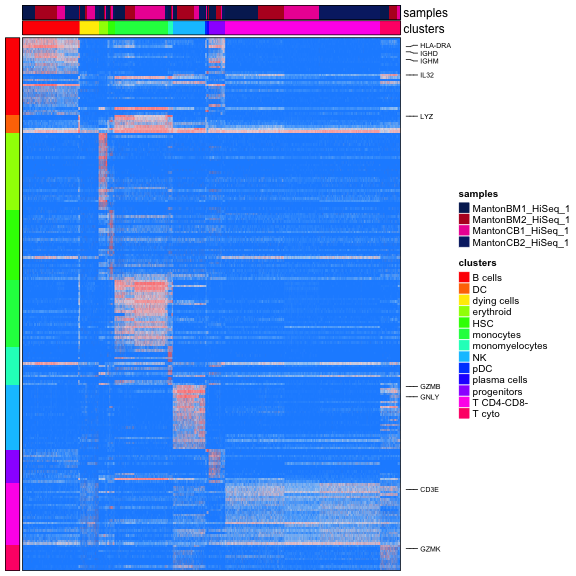 samples
clusters
HLA-DRA
IGHD
IGHM
IL32
LYZ
samples
MantonBM1_HiSeq_1
MantonBM2_HiSeq_1
MantonCB1_HiSeq_1
MantonCB2_HiSeq_1
clusters
B cells
DC
dying cells
erythroid
HSC
monocytes
monomyelocytes
NK
pDC
plasma cells
progenitors
T CD4-CD8-
T cyto
GZMB
GNLY
CD3E
GZMK